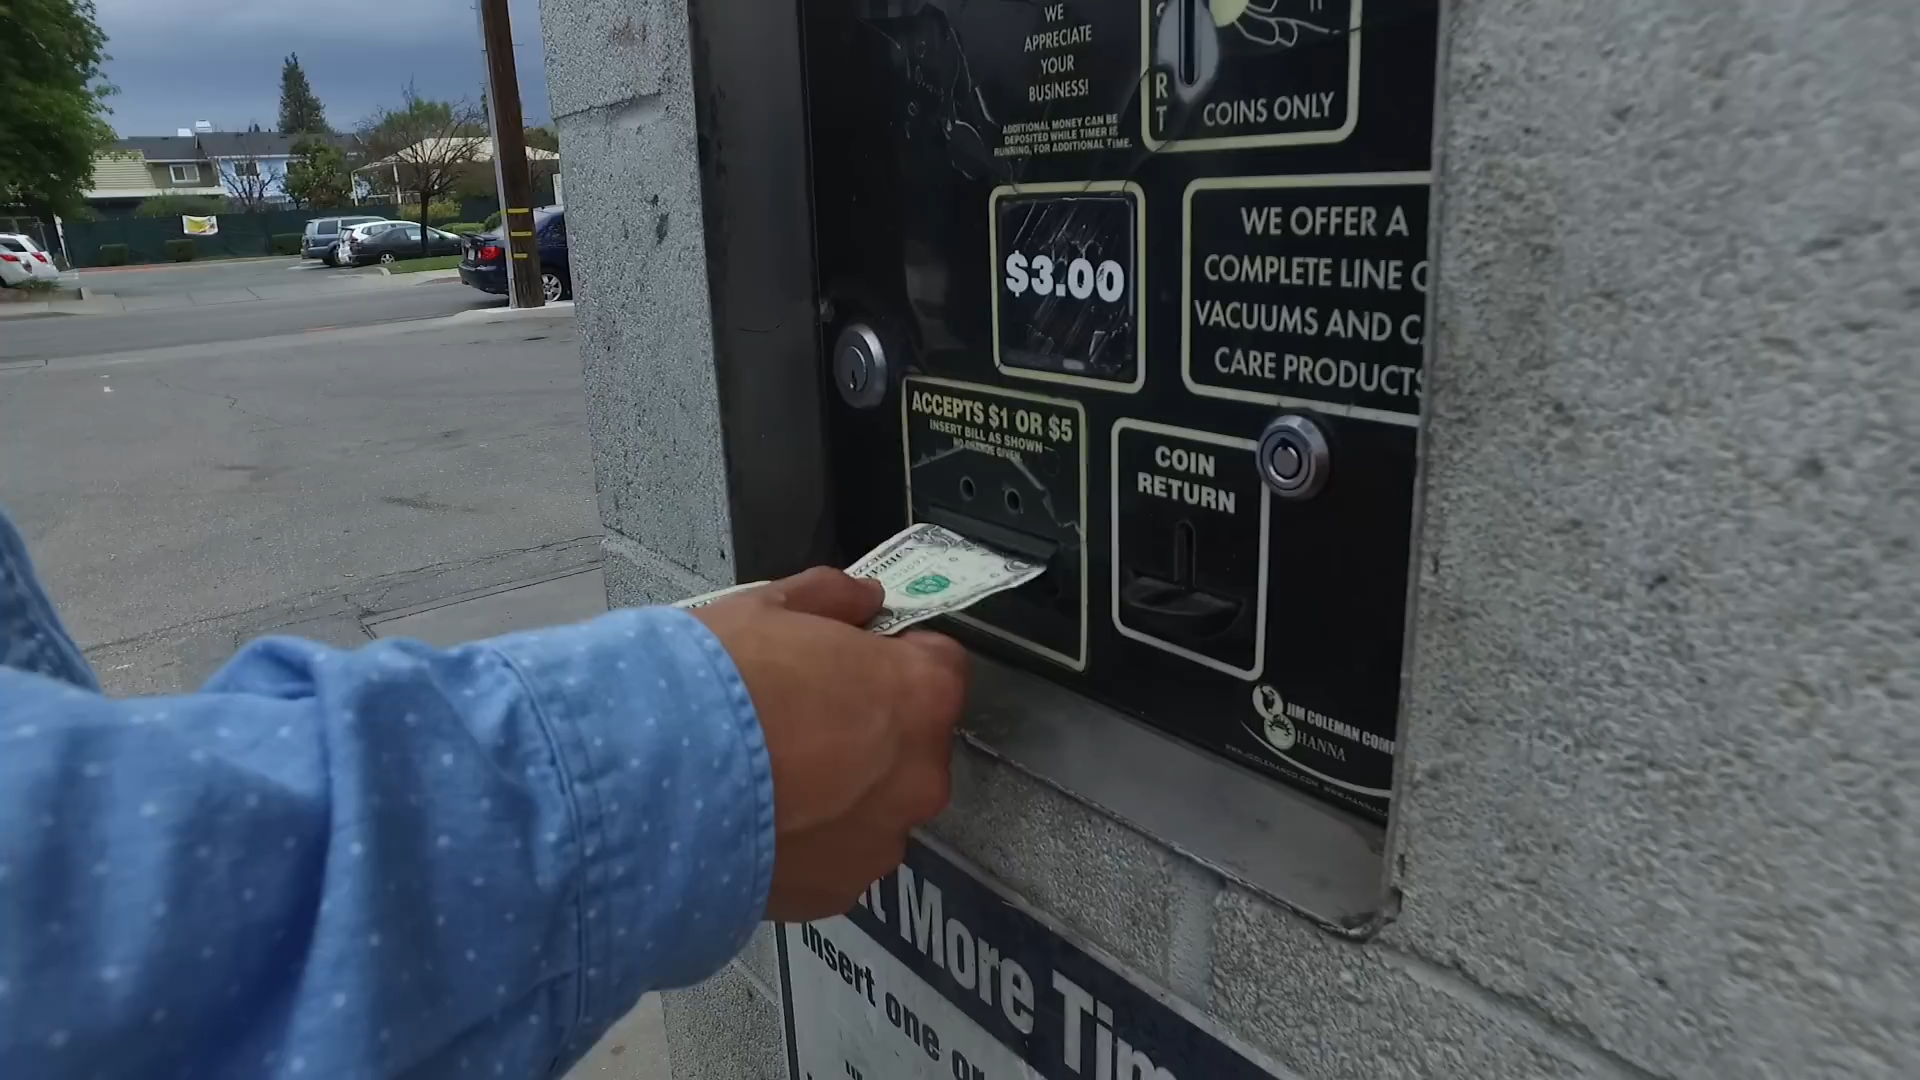 WE
APPRECIATE
YOUR
BUSINESS!
ADDITIONAL MONEY CAN BE
DEPOSITED WHILE TIMER IS
RUNNING, FOR ADDITIONAL TIME.
R
T
COINS ONLY
$3.00
WE OFFER A
COMPLETE LINE
VACUUMS AND
CARE PRODUCTS
ACCEPTS $1 OR $5
INSERT BILL AS SHOWN
NO CHANGE GIVEN
COIN
RETURN
JIM COLEMAN COM
HANNA
More Tim
Insert one or